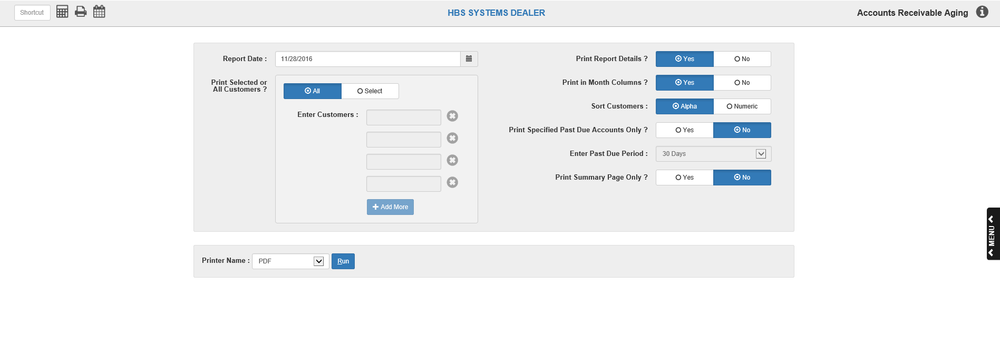 Shortcut
HBS SYSTEMS DEALER
Accounts Receivable Aging
Report Date :
11/28/2016
Print Selected or
All Customers ?
All
Select
Enter Customers :
Add More
Print Report Details ?
Yes
No
Print in Month Columns ?
Yes
No
Sort Customers :
Alpha
Numeric
Print Specified Past Due Accounts Only ?
Yes
No
Enter Past Due Period :
30 Days
Print Summary Page Only ?
Yes
No
MENU
Printer Name :
PDF
Run